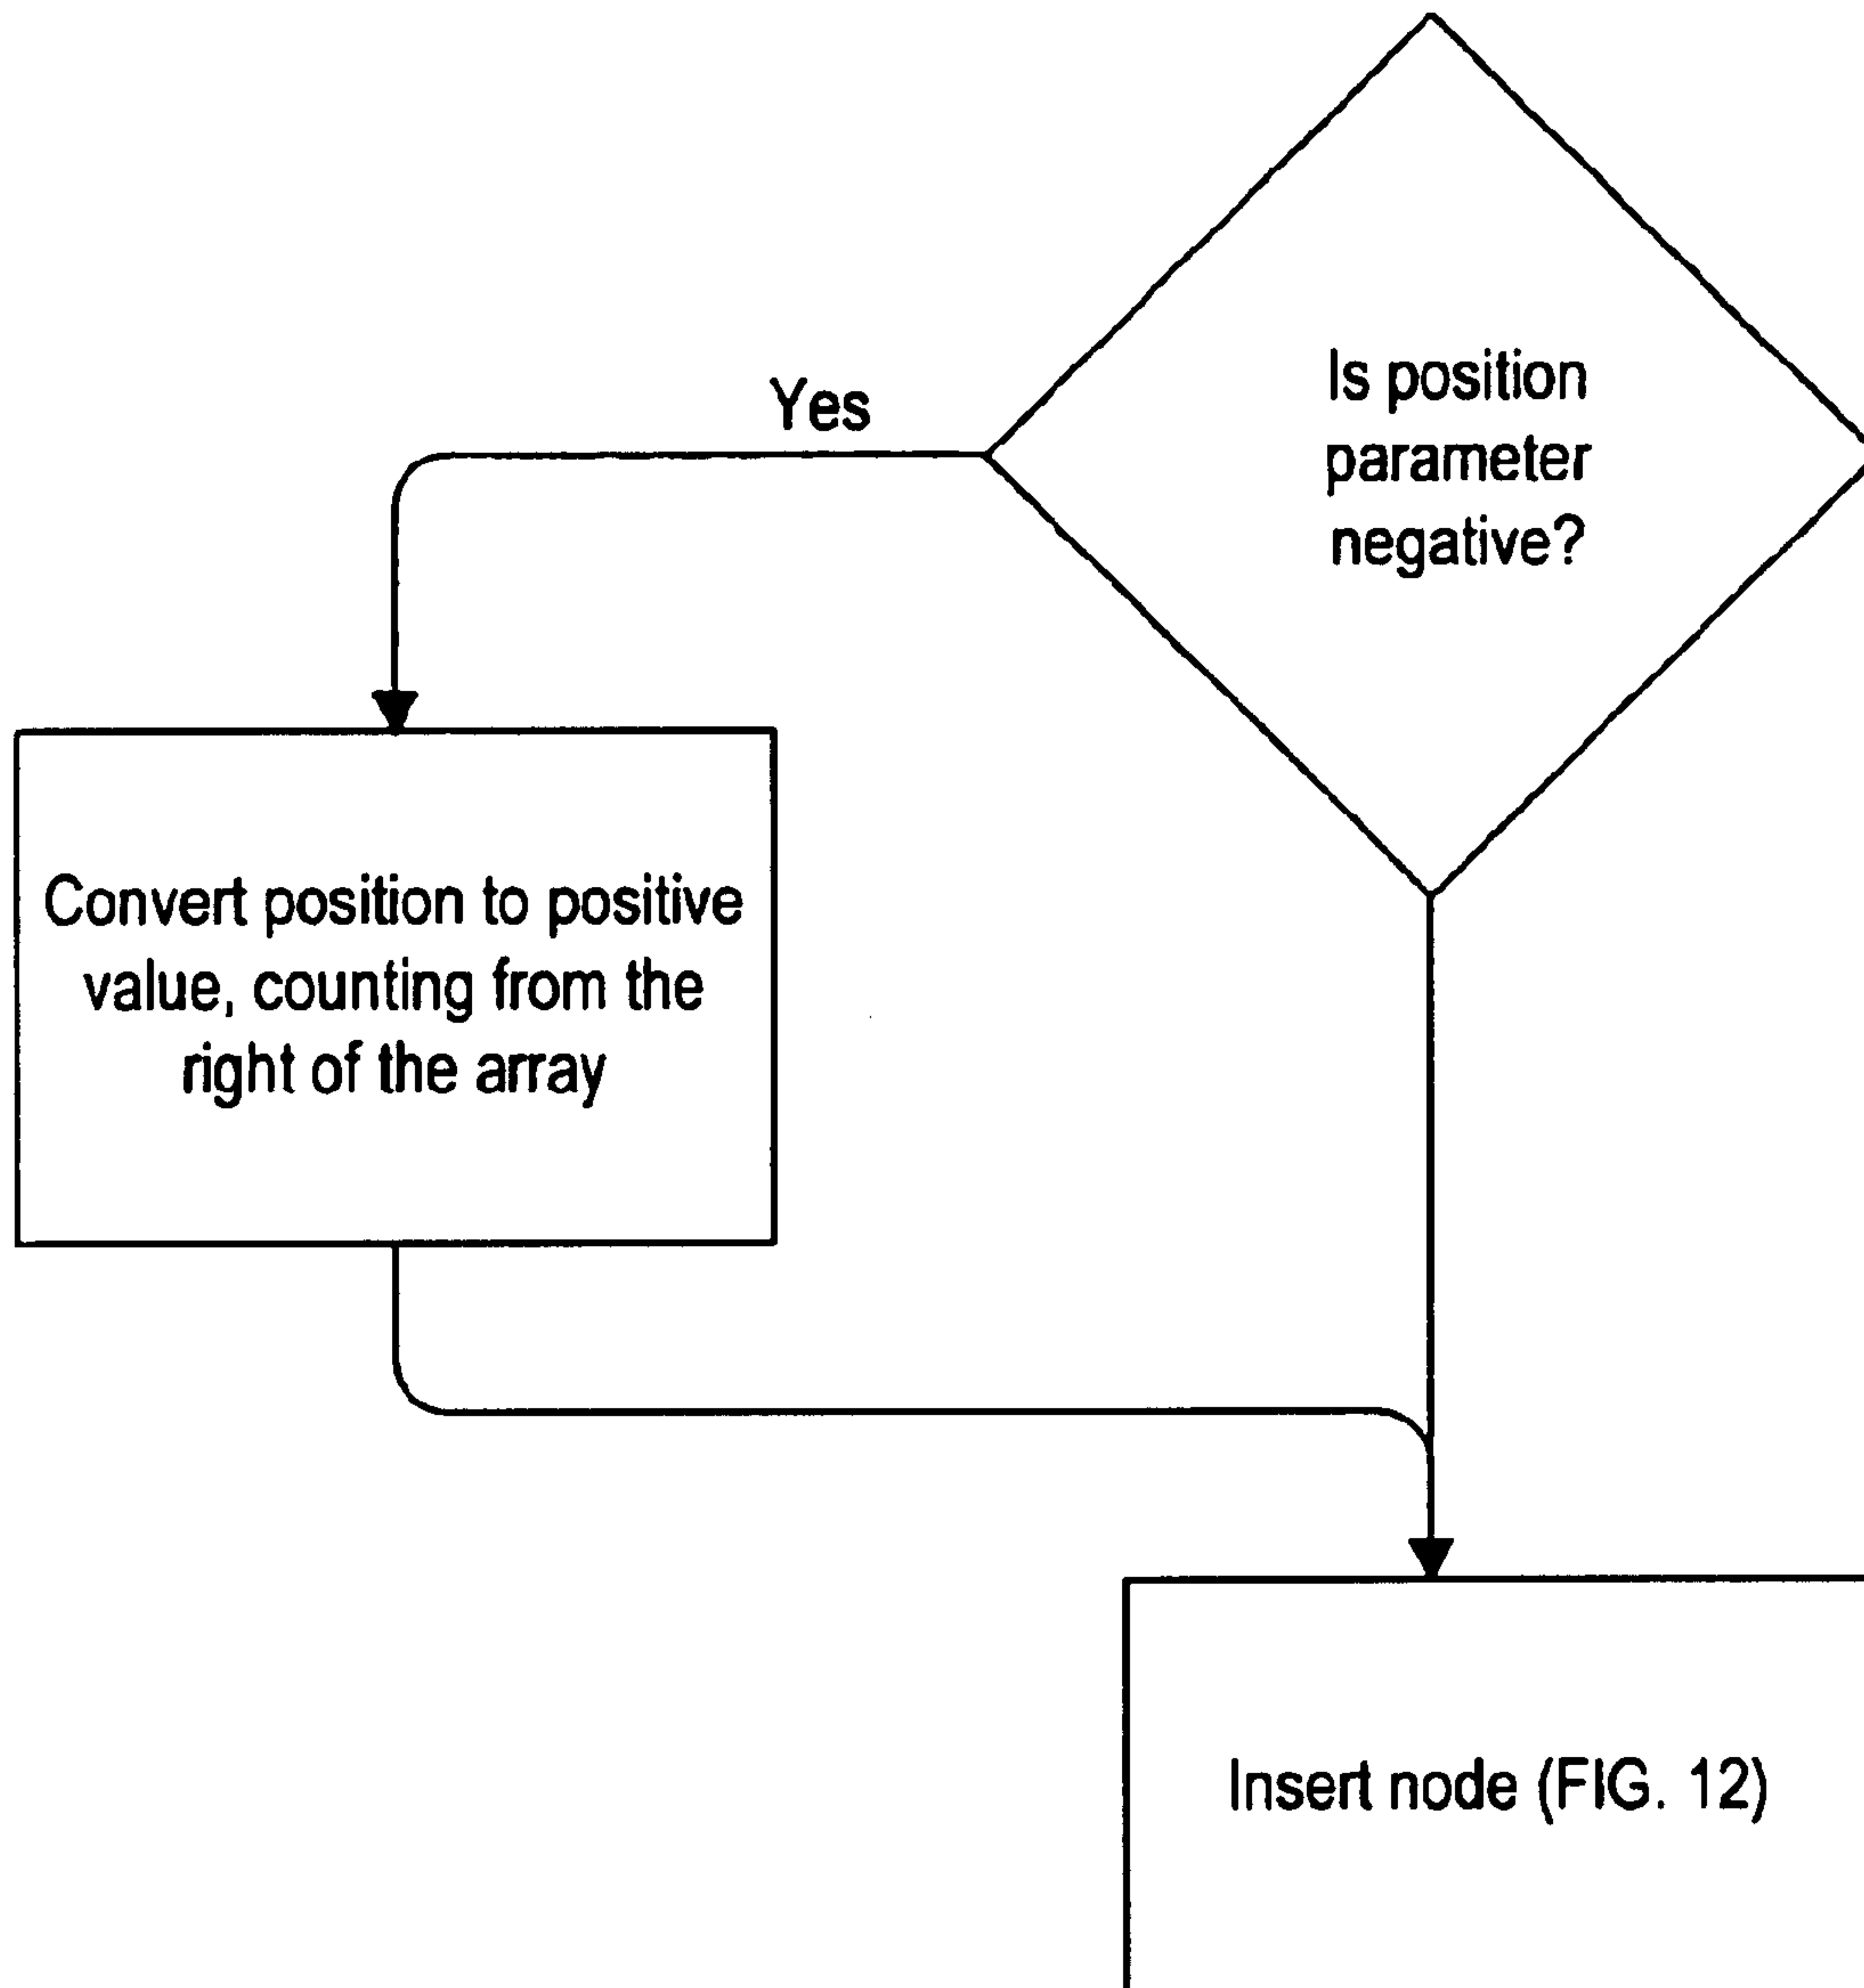 Is position
parameter
negative?
Yes
Convert position to positive
value, counting from the
right of the array
Insert node (FIG. 12)